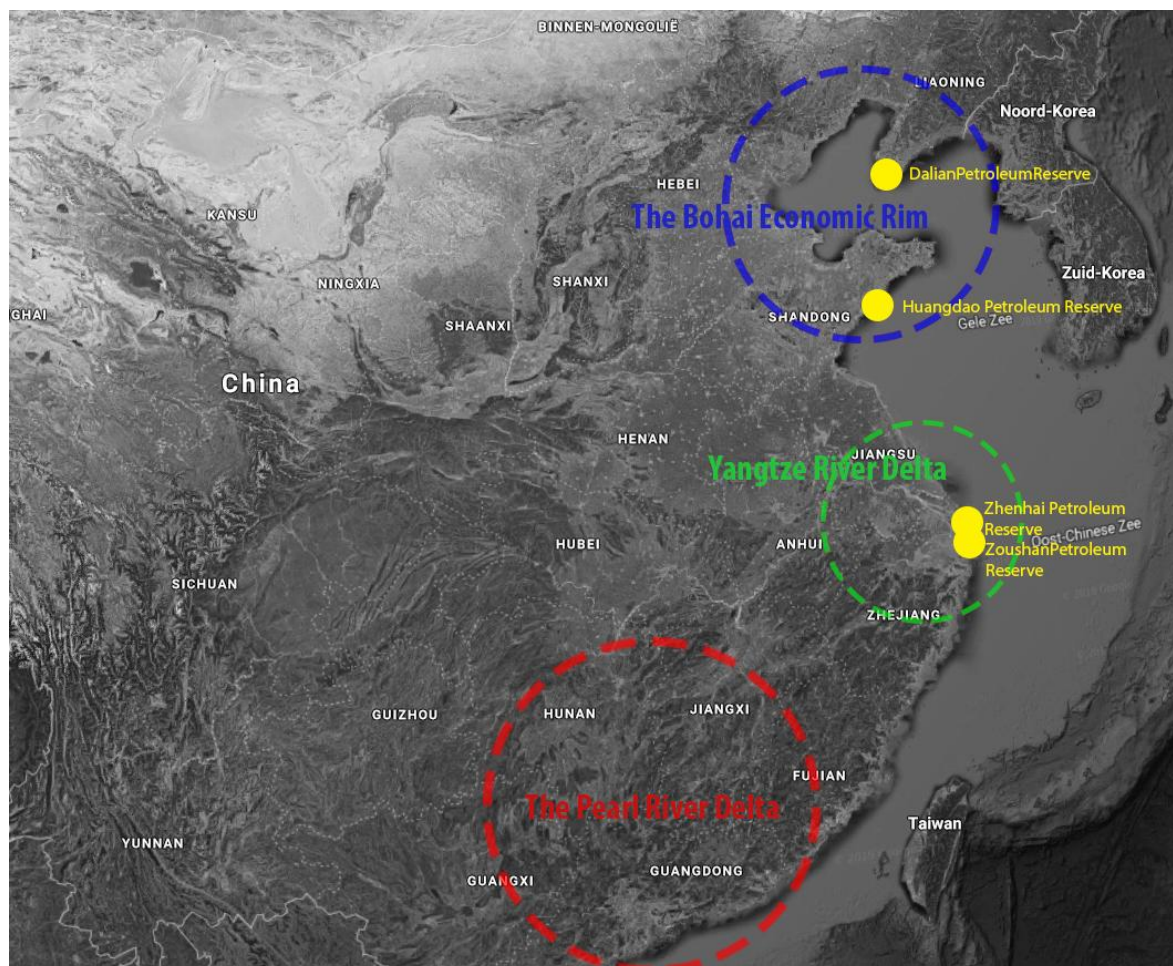 BINNEN-MONGOLIË
LIAONING
Noord-Korea
DalianPetroleumReserve
HEBEI
KANSU
The Bohai Economic Rim
Zuid-Korea
NINGXIA
SHANXI
Huangdao Petroleum Reserve
GHAI
SHANDONG
Gele Zee
SHAANXI
China
HENAN
JIANGSU
Yangtze River Delta
Zhenhai Petroleum
Reserve
Oost-Chinese Zee
HUBEI
ANHUI
ZoushanPetroleum
Reserve
SICHUAN
ZHEJIANG
GUIZHOU
HUNAN
JIANGXI
FUJIAN
The Pearl River Delta
Taiwan
YUNNAN
GUANGDONG
GUANGXI